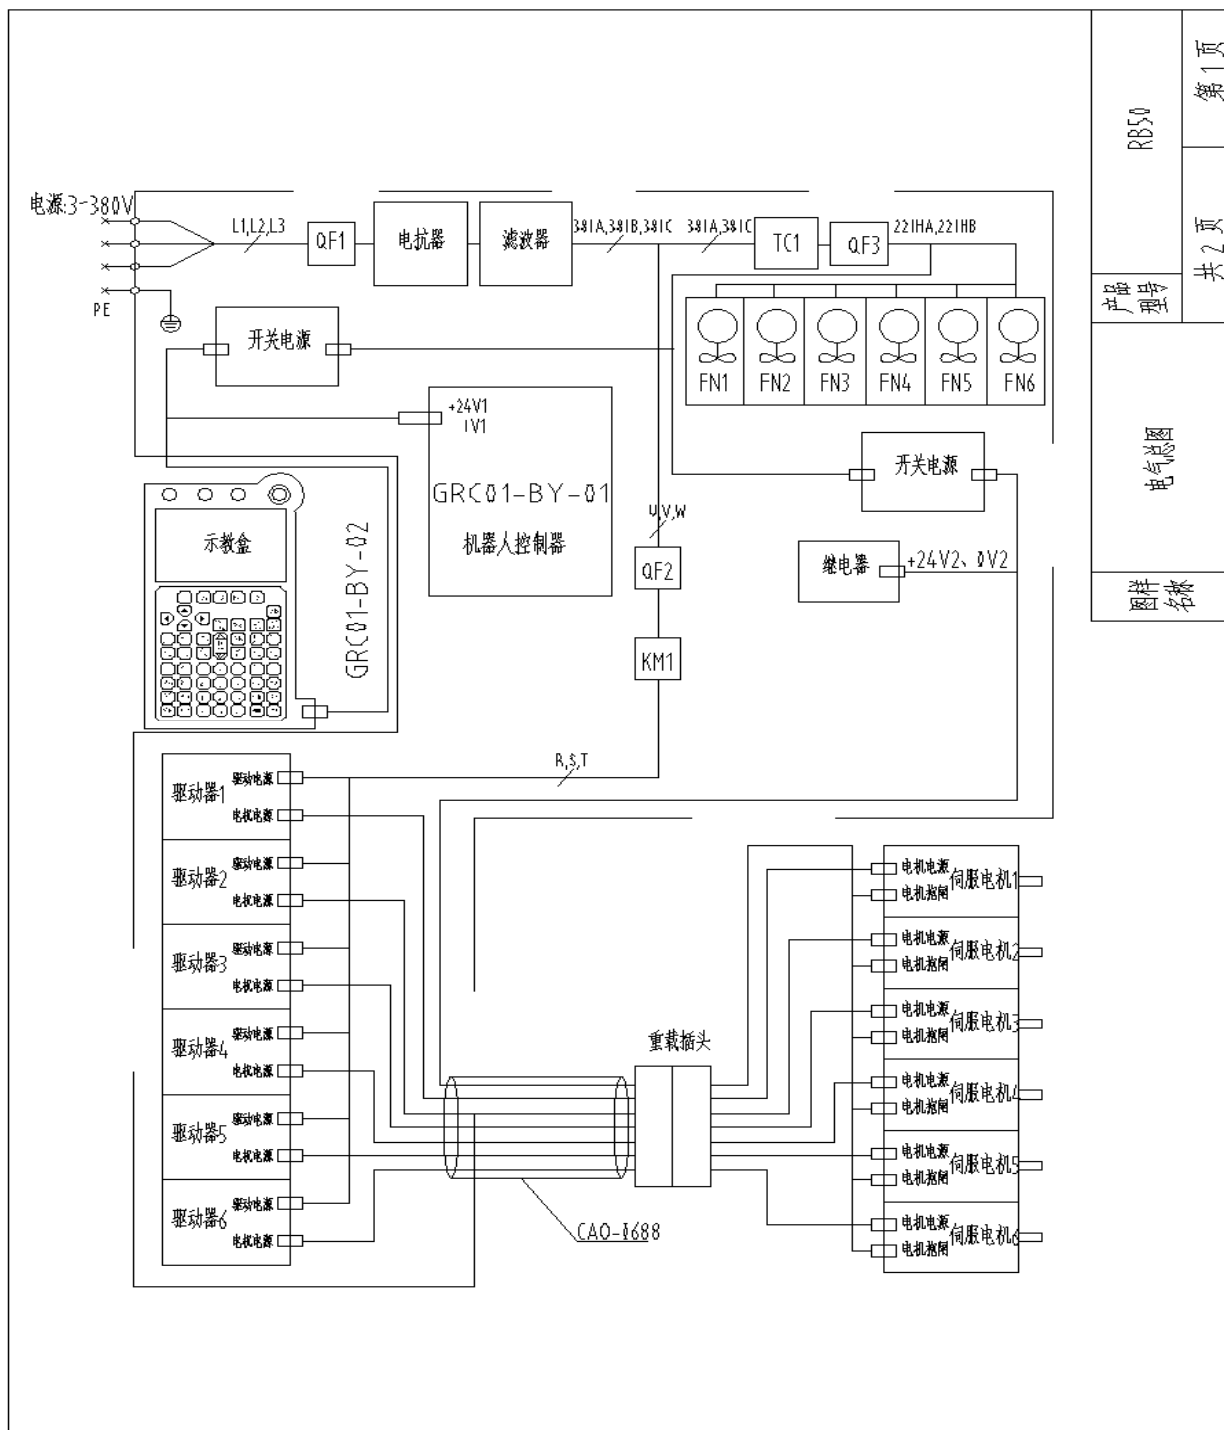 RB50
第1页
共2页
产品
型号
电气总图
图样
名称
电源:3-380V
L1,L2,L3
QF1
电抗器
滤波器
381A,381B,381C
381A,381C
TC1
QF3
221HA,221HB
PE
开关电源
FN1
FN2
FN3
FN4
FN5
FN6
+24V1
GRC01-BY-01
机器人控制器
开关电源
U,V,W
示教盒
GRC01-BY-02
QF2
继电器
+24V2、0V2
KM1
R,S,T
驱动器1
驱动电源
电机电源
驱动器2
驱动电源
电机电源
驱动器3
驱动电源
电机电源
驱动器4
驱动电源
电机电源
驱动器5
驱动电源
电机电源
驱动器6
驱动电源
电机电源
重载插头
CAO-0688
电机电源
电机抱闸
伺服电机1
电机电源
电机抱闸
伺服电机2
电机电源
电机抱闸
伺服电机3
电机电源
电机抱闸
伺服电机4
电机电源
电机抱闸
伺服电机5
电机电源
电机抱闸
伺服电机6